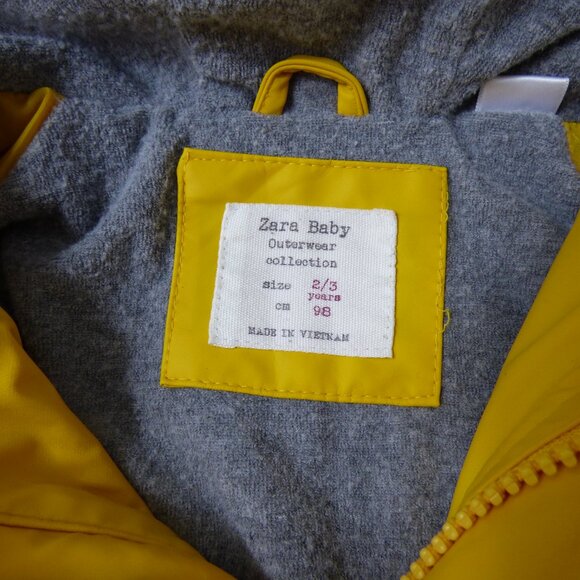 Zara Baby
Outerwear
collection
size 2/3
years
cm 98
MADE IN VIETNAM